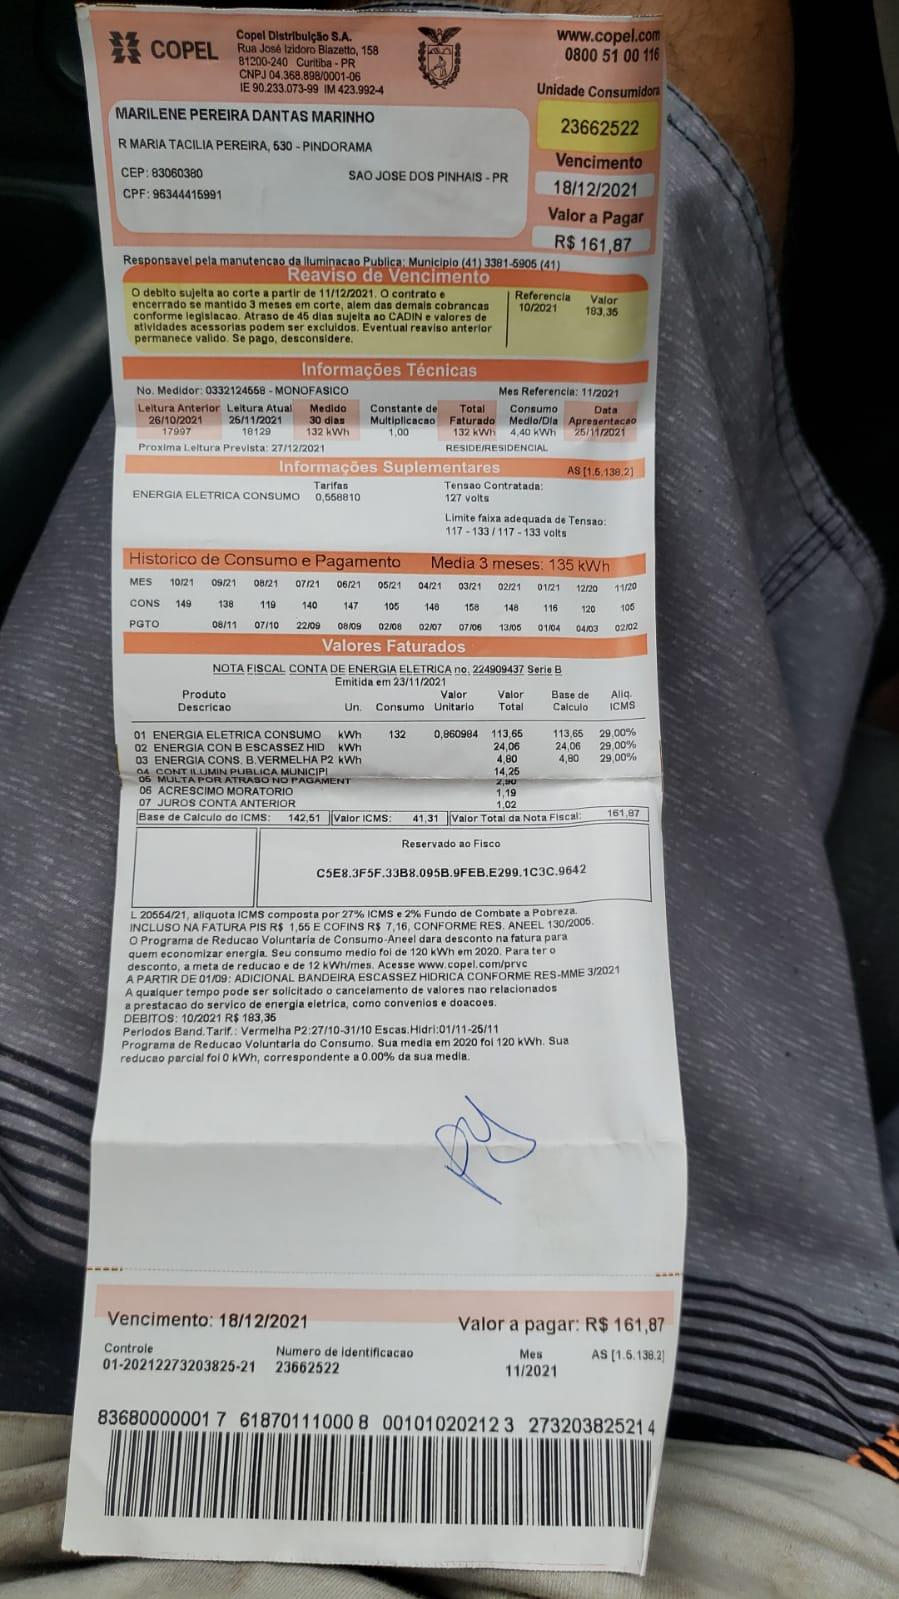 COPEL
Copel Distribuição S.A.
Rua José Izidoro Biazetto, 158
81200-240 Curitiba - PR
CNPJ 04.368.898/0001-06
IE 90.233.073-99 IM 423.992-4
www.copel.com
0800 51 00 116
Unidade Consumidora
23662522
MARILENE PEREIRA DANTAS MARINHO
R MARIA TACILIA PEREIRA, 530 - PINDORAMA
CEP: 83060380 SAO JOSE DOS PINHAIS - PR
CPF: 96344415991
Vencimento
18/12/2021
Valor a Pagar
R$ 161,87
Responsavel pela manutencao da Iluminacao Publica: Municipio (41) 3381-5905 (41)
Reaviso de Vencimento
O debito sujeita ao corte a partir de 11/12/2021. O contrato e
encerrado se mantido 3 meses em corte, alem das demais cobrancas
conforme legislacao. Atraso de 45 dias sujeita ao CADIN e valores de
atividades acessorias podem ser excluidos. Eventual reaviso anterior
permanece valido. Se pago, desconsidere.
Referencia Valor
10/2021 183,35
Informações Técnicas
No. Medidor: 0332124558 - MONOFASICO Mes Referencia: 11/2021
Leitura Anterior Leitura Atual Medido Constante de Total Consumo Data
26/10/2021 25/11/2021 30 dias Multiplicacao Faturado Medio/Dia Apresentacao
17997 18129 132 kWh 1,00 132 kWh 4,40 kWh 25/11/2021
Proxima Leitura Prevista: 27/12/2021 RESIDE/RESIDENCIAL
Informações Suplementares AS [1.5.138.2]
Tarifas Tensao Contratada:
ENERGIA ELETRICA CONSUMO 0,558810 127 volts
Limite faixa adequada de Tensao:
117 - 133 / 117 - 133 volts
Historico de Consumo e Pagamento Media 3 meses: 135 kWh
MES 10/21 09/21 08/21 07/21 06/21 05/21 04/21 03/21 02/21 01/21 12/20 11/20
CONS 149 138 119 140 147 105 148 158 148 116 120 105
PGTO 08/11 07/10 22/09 08/09 02/08 02/07 07/06 13/05 01/04 04/03 02/02
Valores Faturados
NOTA FISCAL CONTA DE ENERGIA ELETRICA no. 224909437 Serie B
Emitida em 23/11/2021
Produto Valor Valor Base de Aliq.
Descricao Un. Consumo Unitario Total Calculo ICMS
01 ENERGIA ELETRICA CONSUMO kWh 132 0,860984 113,65 113,65 29,00%
02 ENERGIA CON B ESCASSEZ HID kWh 24,06 24,06 29,00%
03 ENERGIA CONS. B.VERMELHA P2 kWh 4,80 4,80 29,00%
04 CONT ILUMIN PUBLICA MUNICIPI 14,25
05 MULTA POR ATRASO NO PAGAMENT 2,90
06 ACRESCIMO MORATORIO 1,19
07 JUROS CONTA ANTERIOR 1,02
Base de Calculo do ICMS: 142,51 Valor ICMS: 41,31 Valor Total da Nota Fiscal: 161,87
Reservado ao Fisco
C5E8.3F5F.33B8.095B.9FEB.E299.1C3C.9642
L 20554/21, aliquota ICMS composta por 27% ICMS e 2% Fundo de Combate a Pobreza.
INCLUSO NA FATURA PIS R$ 1,55 E COFINS R$ 7,16, CONFORME RES. ANEEL 130/2005.
O Programa de Reducao Voluntaria de Consumo-Aneel dara desconto na fatura para
quem economizar energia. Seu consumo medio foi de 120 kWh em 2020. Para ter o
desconto, a meta de reducao e de 12 kWh/mes. Acesse www.copel.com/prvc
A PARTIR DE 01/09: ADICIONAL BANDEIRA ESCASSEZ HIDRICA CONFORME RES-MME 3/2021
A qualquer tempo pode ser solicitado o cancelamento de valores nao relacionados
a prestacao do servico de energia eletrica, como convenios e doacoes.
DEBITOS: 10/2021 R$ 183,35
Periodos Band.Tarif.: Vermelha P2:27/10-31/10 Escas.Hidri:01/11-25/11
Programa de Reducao Voluntaria do Consumo. Sua media em 2020 foi 120 kWh. Sua
reducao parcial foi 0 kWh, correspondente a 0.00% da sua media.
Vencimento: 18/12/2021 Valor a pagar: R$ 161,87
Controle Numero de Identificacao Mes AS [1.5.138.2]
01-20212273203825-21 23662522 11/2021
83680000001 7 61870111000 8 00101020212 3 27320382521 4